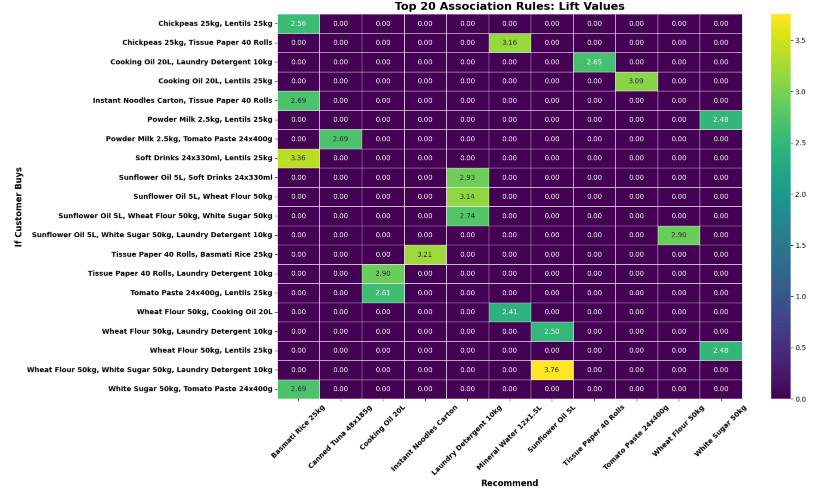 Top 20 Association Rules: Lift Values
If Customer Buys
Chickpeas 25kg, Lentils 25kg 2.56 0.00 0.00 0.00 0.00 0.00 0.00 0.00 0.00 0.00 0.00
Chickpeas 25kg, Tissue Paper 40 Rolls 0.00 0.00 0.00 0.00 0.00 3.16 0.00 0.00 0.00 0.00 0.00
Cooking Oil 20L, Laundry Detergent 10kg 0.00 0.00 0.00 0.00 0.00 0.00 0.00 2.65 0.00 0.00 0.00
Cooking Oil 20L, Lentils 25kg 0.00 0.00 0.00 0.00 0.00 0.00 0.00 0.00 3.09 0.00 0.00
Instant Noodles Carton, Tissue Paper 40 Rolls 2.69 0.00 0.00 0.00 0.00 0.00 0.00 0.00 0.00 0.00 0.00
Powder Milk 2.5kg, Lentils 25kg 0.00 0.00 0.00 0.00 0.00 0.00 0.00 0.00 0.00 0.00 2.48
Powder Milk 2.5kg, Tomato Paste 24x400g 0.00 2.69 0.00 0.00 0.00 0.00 0.00 0.00 0.00 0.00 0.00
Soft Drinks 24x330ml, Lentils 25kg 3.36 0.00 0.00 0.00 0.00 0.00 0.00 0.00 0.00 0.00 0.00
Sunflower Oil 5L, Soft Drinks 24x330ml 0.00 0.00 0.00 0.00 2.93 0.00 0.00 0.00 0.00 0.00 0.00
Sunflower Oil 5L, Wheat Flour 50kg 0.00 0.00 0.00 0.00 3.14 0.00 0.00 0.00 0.00 0.00 0.00
Sunflower Oil 5L, Wheat Flour 50kg, White Sugar 50kg 0.00 0.00 0.00 0.00 2.74 0.00 0.00 0.00 0.00 0.00 0.00
Sunflower Oil 5L, White Sugar 50kg, Laundry Detergent 10kg 0.00 0.00 0.00 0.00 0.00 0.00 0.00 0.00 0.00 2.90 0.00
Tissue Paper 40 Rolls, Basmati Rice 25kg 0.00 0.00 0.00 3.21 0.00 0.00 0.00 0.00 0.00 0.00 0.00
Tissue Paper 40 Rolls, Laundry Detergent 10kg 0.00 0.00 2.90 0.00 0.00 0.00 0.00 0.00 0.00 0.00 0.00
Tomato Paste 24x400g, Lentils 25kg 0.00 0.00 2.61 0.00 0.00 0.00 0.00 0.00 0.00 0.00 0.00
Wheat Flour 50kg, Cooking Oil 20L 0.00 0.00 0.00 0.00 0.00 2.41 0.00 0.00 0.00 0.00 0.00
Wheat Flour 50kg, Laundry Detergent 10kg 0.00 0.00 0.00 0.00 0.00 0.00 2.50 0.00 0.00 0.00 0.00
Wheat Flour 50kg, Lentils 25kg 0.00 0.00 0.00 0.00 0.00 0.00 0.00 0.00 0.00 0.00 2.48
Wheat Flour 50kg, White Sugar 50kg, Laundry Detergent 10kg 0.00 0.00 0.00 0.00 0.00 0.00 3.76 0.00 0.00 0.00 0.00
White Sugar 50kg, Tomato Paste 24x400g 2.69 0.00 0.00 0.00 0.00 0.00 0.00 0.00 0.00 0.00 0.00
Basmati Rice 25kg
Canned Tuna 48x185g
Cooking Oil 20L
Instant Noodles Carton
Laundry Detergent 10kg
Mineral Water 12x1.5L
Sunflower Oil 5L
Tissue Paper 40 Rolls
Tomato Paste 24x400g
Wheat Flour 50kg
White Sugar 50kg
Recommend
3.5
3.0
2.5
2.0
1.5
1.0
0.5
0.0